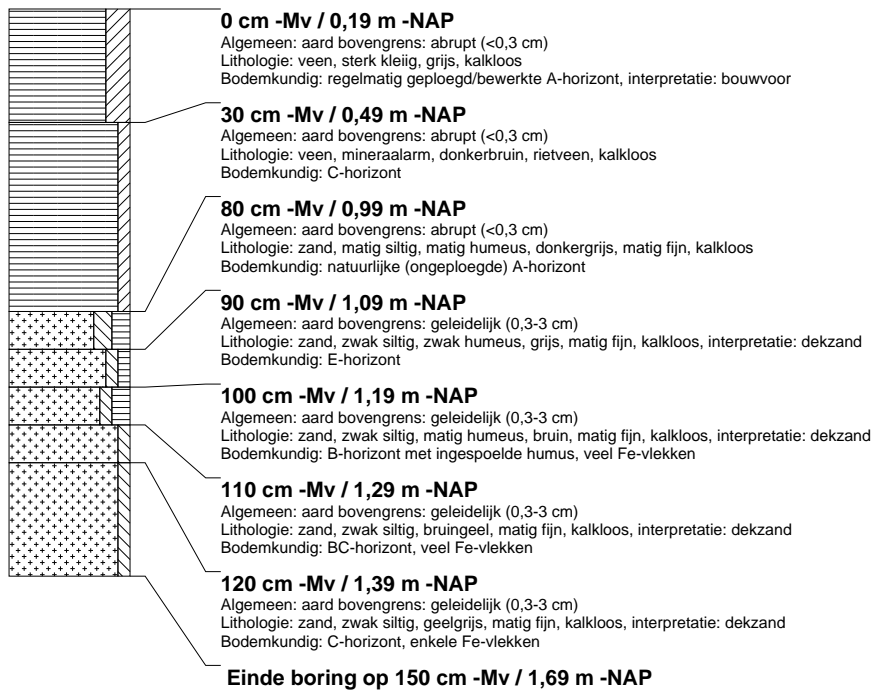 0 cm -Mv / 0,19 m -NAP
Algemeen: aard bovengrens: abrupt (<0,3 cm)
Lithologie: veen, sterk kleiig, grijs, kalkloos
Bodemkundig: regelmatig geploegd/bewerkte A-horizont, interpretatie: bouwvoor
30 cm -Mv / 0,49 m -NAP
Algemeen: aard bovengrens: abrupt (<0,3 cm)
Lithologie: veen, mineraalarm, donkerbruin, rietveen, kalkloos
Bodemkundig: C-horizont
80 cm -Mv / 0,99 m -NAP
Algemeen: aard bovengrens: abrupt (<0,3 cm)
Lithologie: zand, matig siltig, matig humeus, donkergrijs, matig fijn, kalkloos
Bodemkundig: natuurlijke (ongeploegde) A-horizont
90 cm -Mv / 1,09 m -NAP
Algemeen: aard bovengrens: geleidelijk (0,3-3 cm)
Lithologie: zand, zwak siltig, zwak humeus, grijs, matig fijn, kalkloos, interpretatie: dekzand
Bodemkundig: E-horizont
100 cm -Mv / 1,19 m -NAP
Algemeen: aard bovengrens: geleidelijk (0,3-3 cm)
Lithologie: zand, zwak siltig, matig humeus, bruin, matig fijn, kalkloos, interpretatie: dekzand
Bodemkundig: B-horizont met ingespoelde humus, veel Fe-vlekken
110 cm -Mv / 1,29 m -NAP
Algemeen: aard bovengrens: geleidelijk (0,3-3 cm)
Lithologie: zand, zwak siltig, bruingeel, matig fijn, kalkloos, interpretatie: dekzand
Bodemkundig: BC-horizont, veel Fe-vlekken
120 cm -Mv / 1,39 m -NAP
Algemeen: aard bovengrens: geleidelijk (0,3-3 cm)
Lithologie: zand, zwak siltig, geelgrijs, matig fijn, kalkloos, interpretatie: dekzand
Bodemkundig: C-horizont, enkele Fe-vlekken
Einde boring op 150 cm -Mv / 1,69 m -NAP